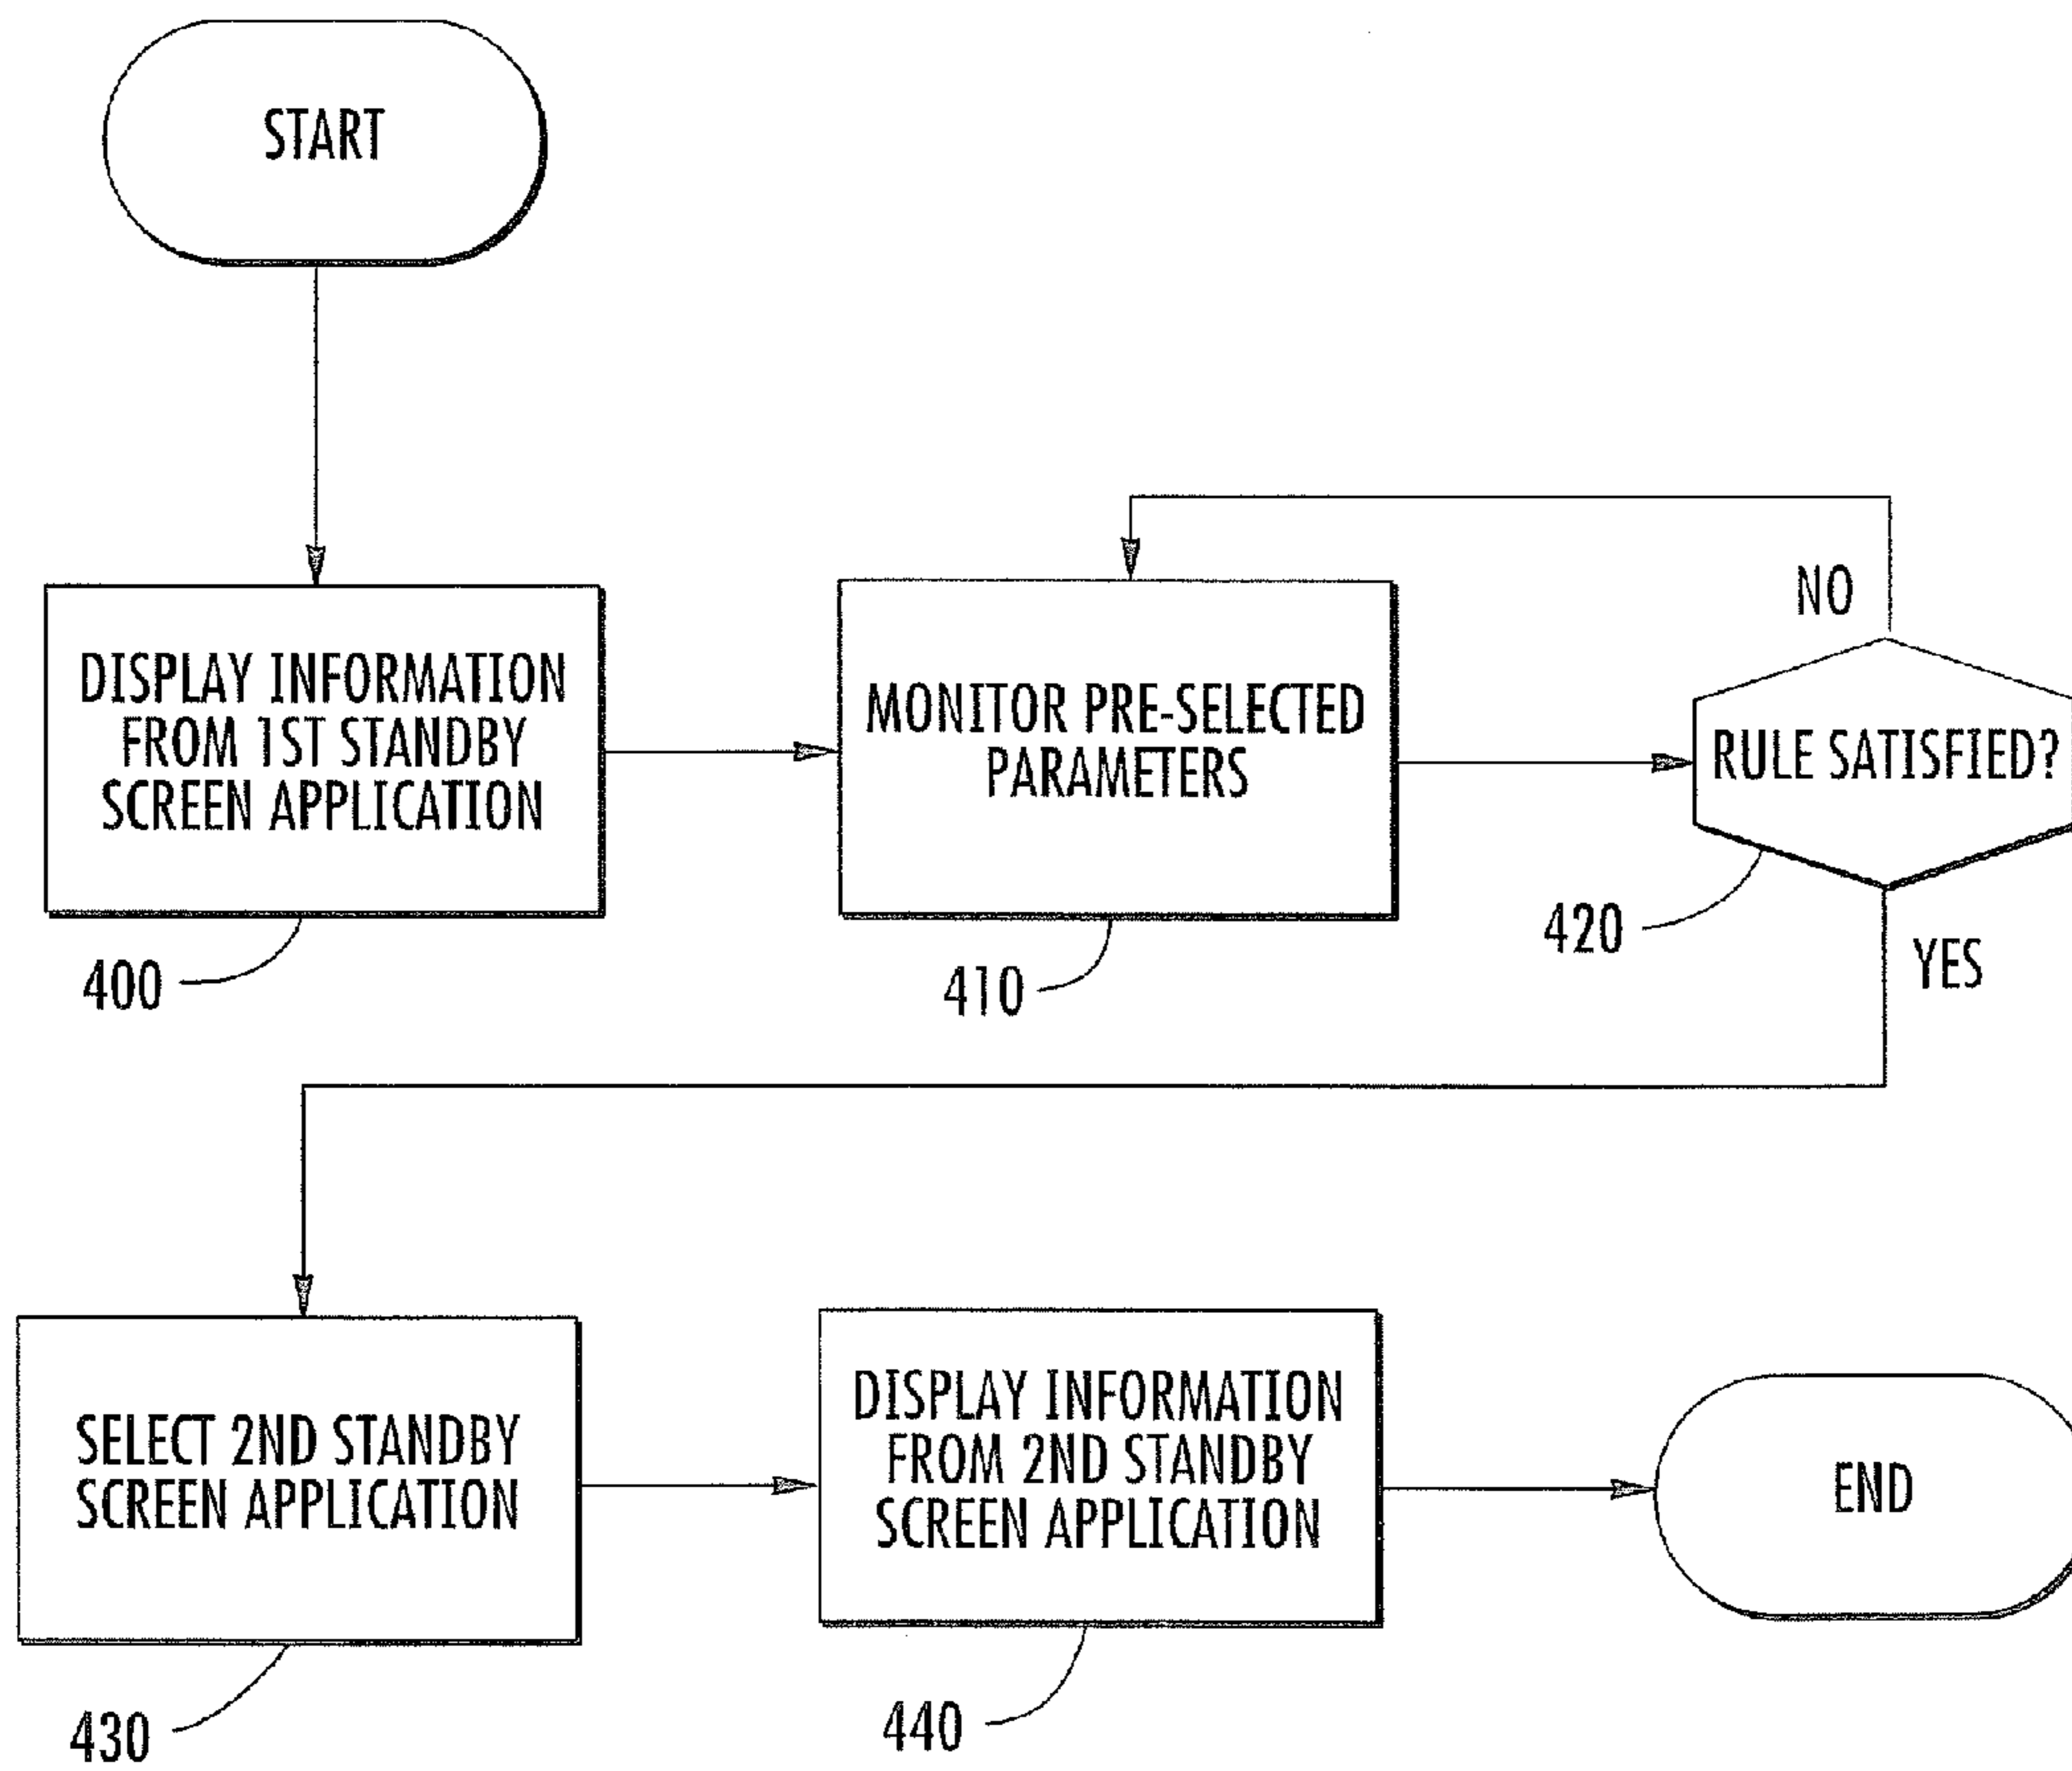 START
DISPLAY INFORMATION
FROM 1ST STANDBY
SCREEN APPLICATION
400
MONITOR PRE-SELECTED
PARAMETERS
410
NO
RULE SATISFIED?
420
YES
SELECT 2ND STANDBY
SCREEN APPLICATION
430
DISPLAY INFORMATION
FROM 2ND STANDBY
SCREEN APPLICATION
440
END